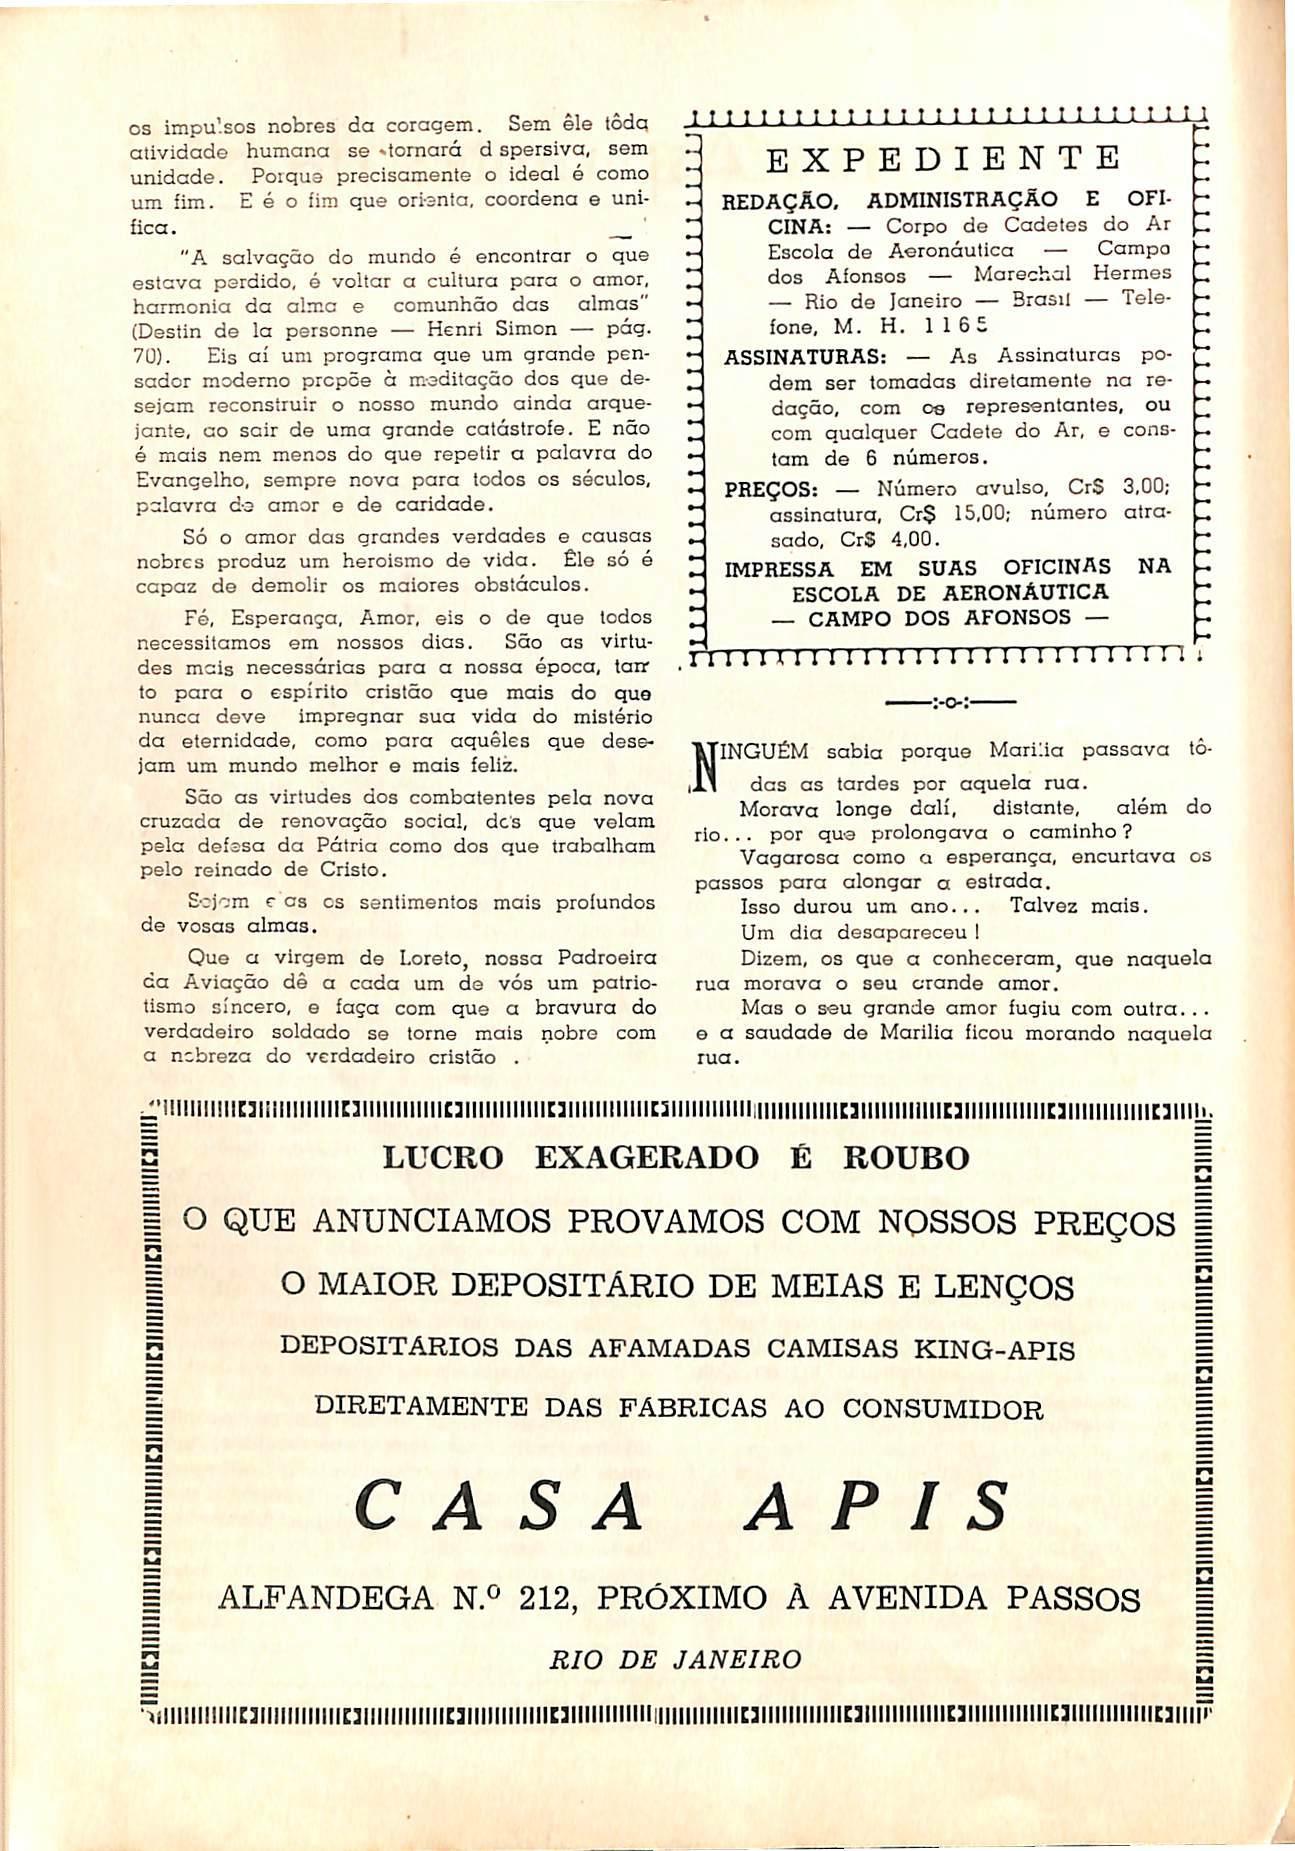 os impulsos nobres da coragem. Sem êle tôda
atividade humana se tornará d spersiva, sem
unidade. Porque precisamente o ideal é como
um fim. E é o fim que orienta, coordena e uni-
fica.
"A salvação do mundo é encontrar o que
estava perdido, é voltar a cultura para o amor,
harmonia da alma e comunhão das almas"
(Destin de la personne — Henri Simon — pág.
70). Eis aí um programa que um grande pen-
sador moderno propõe à meditação dos que de-
sejam reconstruir o nosso mundo ainda arque-
jante, ao sair de uma grande catástrofe. E não
é mais nem menos do que repetir a palavra do
Evangelho, sempre nova para todos os séculos,
palavra de amor e de caridade.
Só o amor das grandes verdades e causas
nobres produz um heroismo de vida. Êle só é
capaz de demolir os maiores obstáculos.
Fé, Esperança, Amor, eis o de que todos
necessitamos em nossos dias. São as virtu-
des mais necessárias para a nossa época, tan-
to para o espírito cristão que mais do que
nunca deve impregnar sua vida do mistério
da eternidade, como para aquêles que dese-
jam um mundo melhor e mais feliz.
São as virtudes dos combatentes pela nova
cruzada de renovação social, dos que velam
pela defesa da Pátria como dos que trabalham
pelo reinado de Cristo.
Sejam elas os sentimentos mais profundos
de vosas almas.
Que a virgem de Loreto, nossa Padroeira
da Aviação dê a cada um de vós um patrio-
tismo síncero, e faça com que a bravura do
verdadeiro soldado se torne mais nobre com
a nobreza do verdadeiro cristão .
EXPEDIENTE
REDAÇÃO, ADMINISTRAÇÃO E OFI-
CINA: — Corpo de Cadetes do Ar
Escola de Aeronáutica — Campo
dos Afonsos — Marechal Hermes
— Rio de Janeiro — Brasil — Tele-
fone, M. H. 1165
ASSINATURAS: — As Assinaturas po-
dem ser tomadas diretamente na re-
dação, com os representantes, ou
com qualquer Cadete do Ar, e cons-
tam de 6 números.
PREÇOS: — Número avulso, Cr$ 3,00;
assinatura, Cr$ 15,00; número atra-
sado, Cr$ 4,00.
IMPRESSA EM SUAS OFICINAS NA
ESCOLA DE AERONÁUTICA
— CAMPO DOS AFONSOS —
——:-o-:——
NINGUÉM sabia porque Marilia passava tô-
das as tardes por aquela rua.
Morava longe dalí, distante, além do
rio... por que prolongava o caminho?
Vagarosa como a esperança, encurtava os
passos para alongar a estrada.
Isso durou um ano... Talvez mais.
Um dia desapareceu!
Dizem, os que a conheceram, que naquela
rua morava o seu grande amor.
Mas o seu grande amor fugiu com outra...
e a saudade de Marilia ficou morando naquela
rua.
LUCRO EXAGERADO É ROUBO
O QUE ANUNCIAMOS PROVAMOS COM NOSSOS PREÇOS
O MAIOR DEPOSITÁRIO DE MEIAS E LENÇOS
DEPOSITÁRIOS DAS AFAMADAS CAMISAS KING-APIS
DIRETAMENTE DAS FÁBRICAS AO CONSUMIDOR
CASA APIS
ALFANDEGA N.º 212, PRÓXIMO À AVENIDA PASSOS
RIO DE JANEIRO